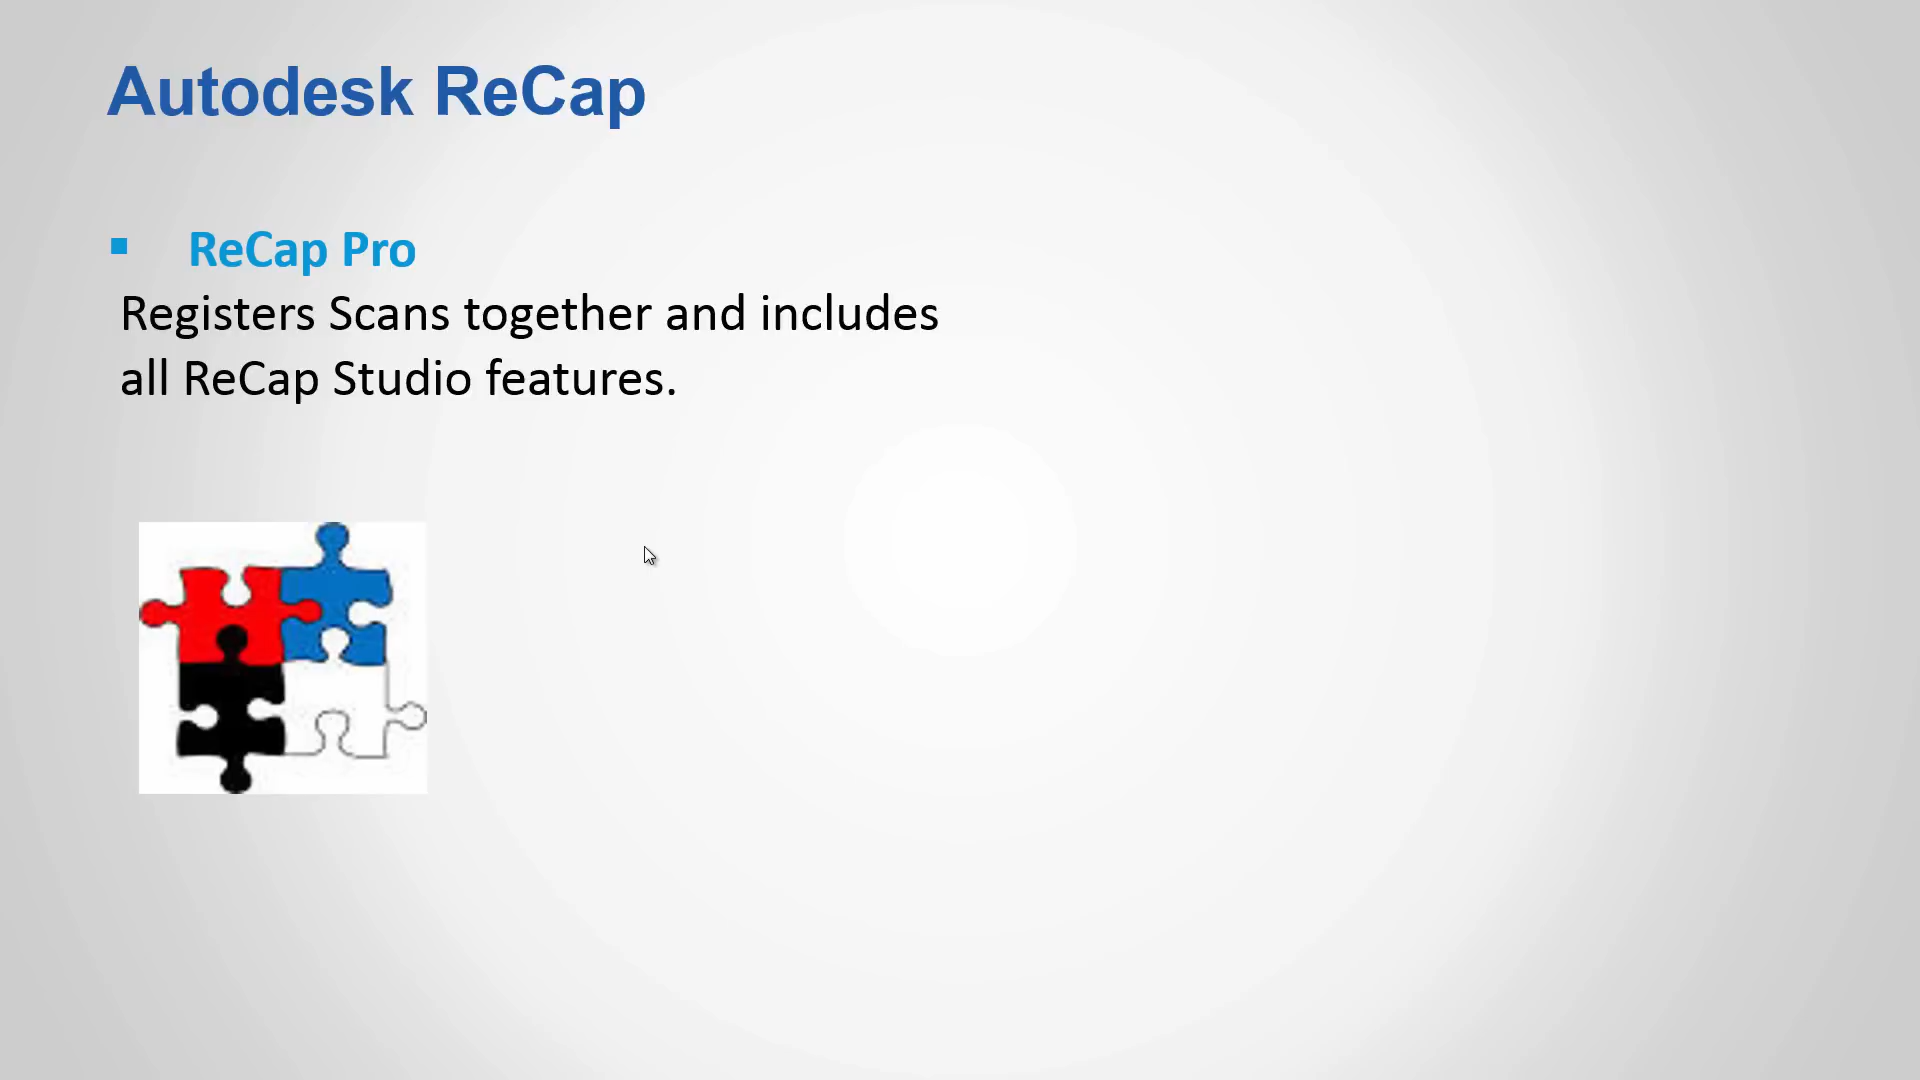 Autodesk ReCap
ReCap Pro
Registers Scans together and includes
all ReCap Studio features.